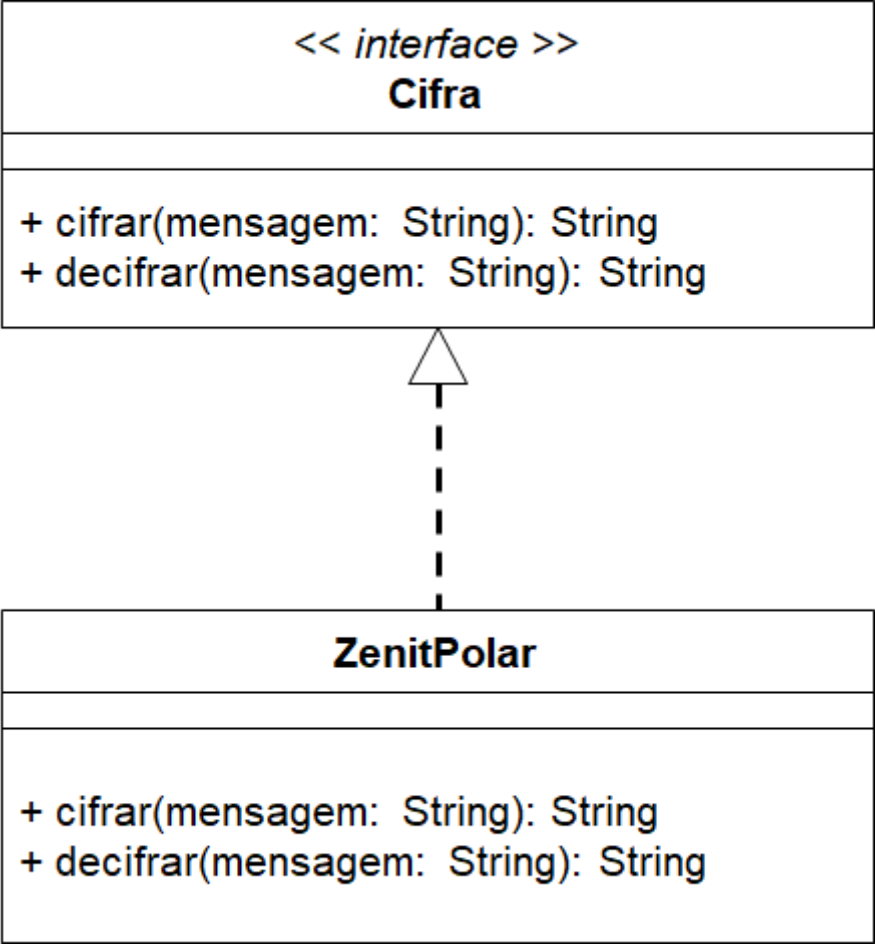 << interface >>
Cifra
+ cifrar(mensagem: String): String
+ decifrar(mensagem: String): String
ZenitPolar
+ cifrar(mensagem: String): String
+ decifrar(mensagem: String): String